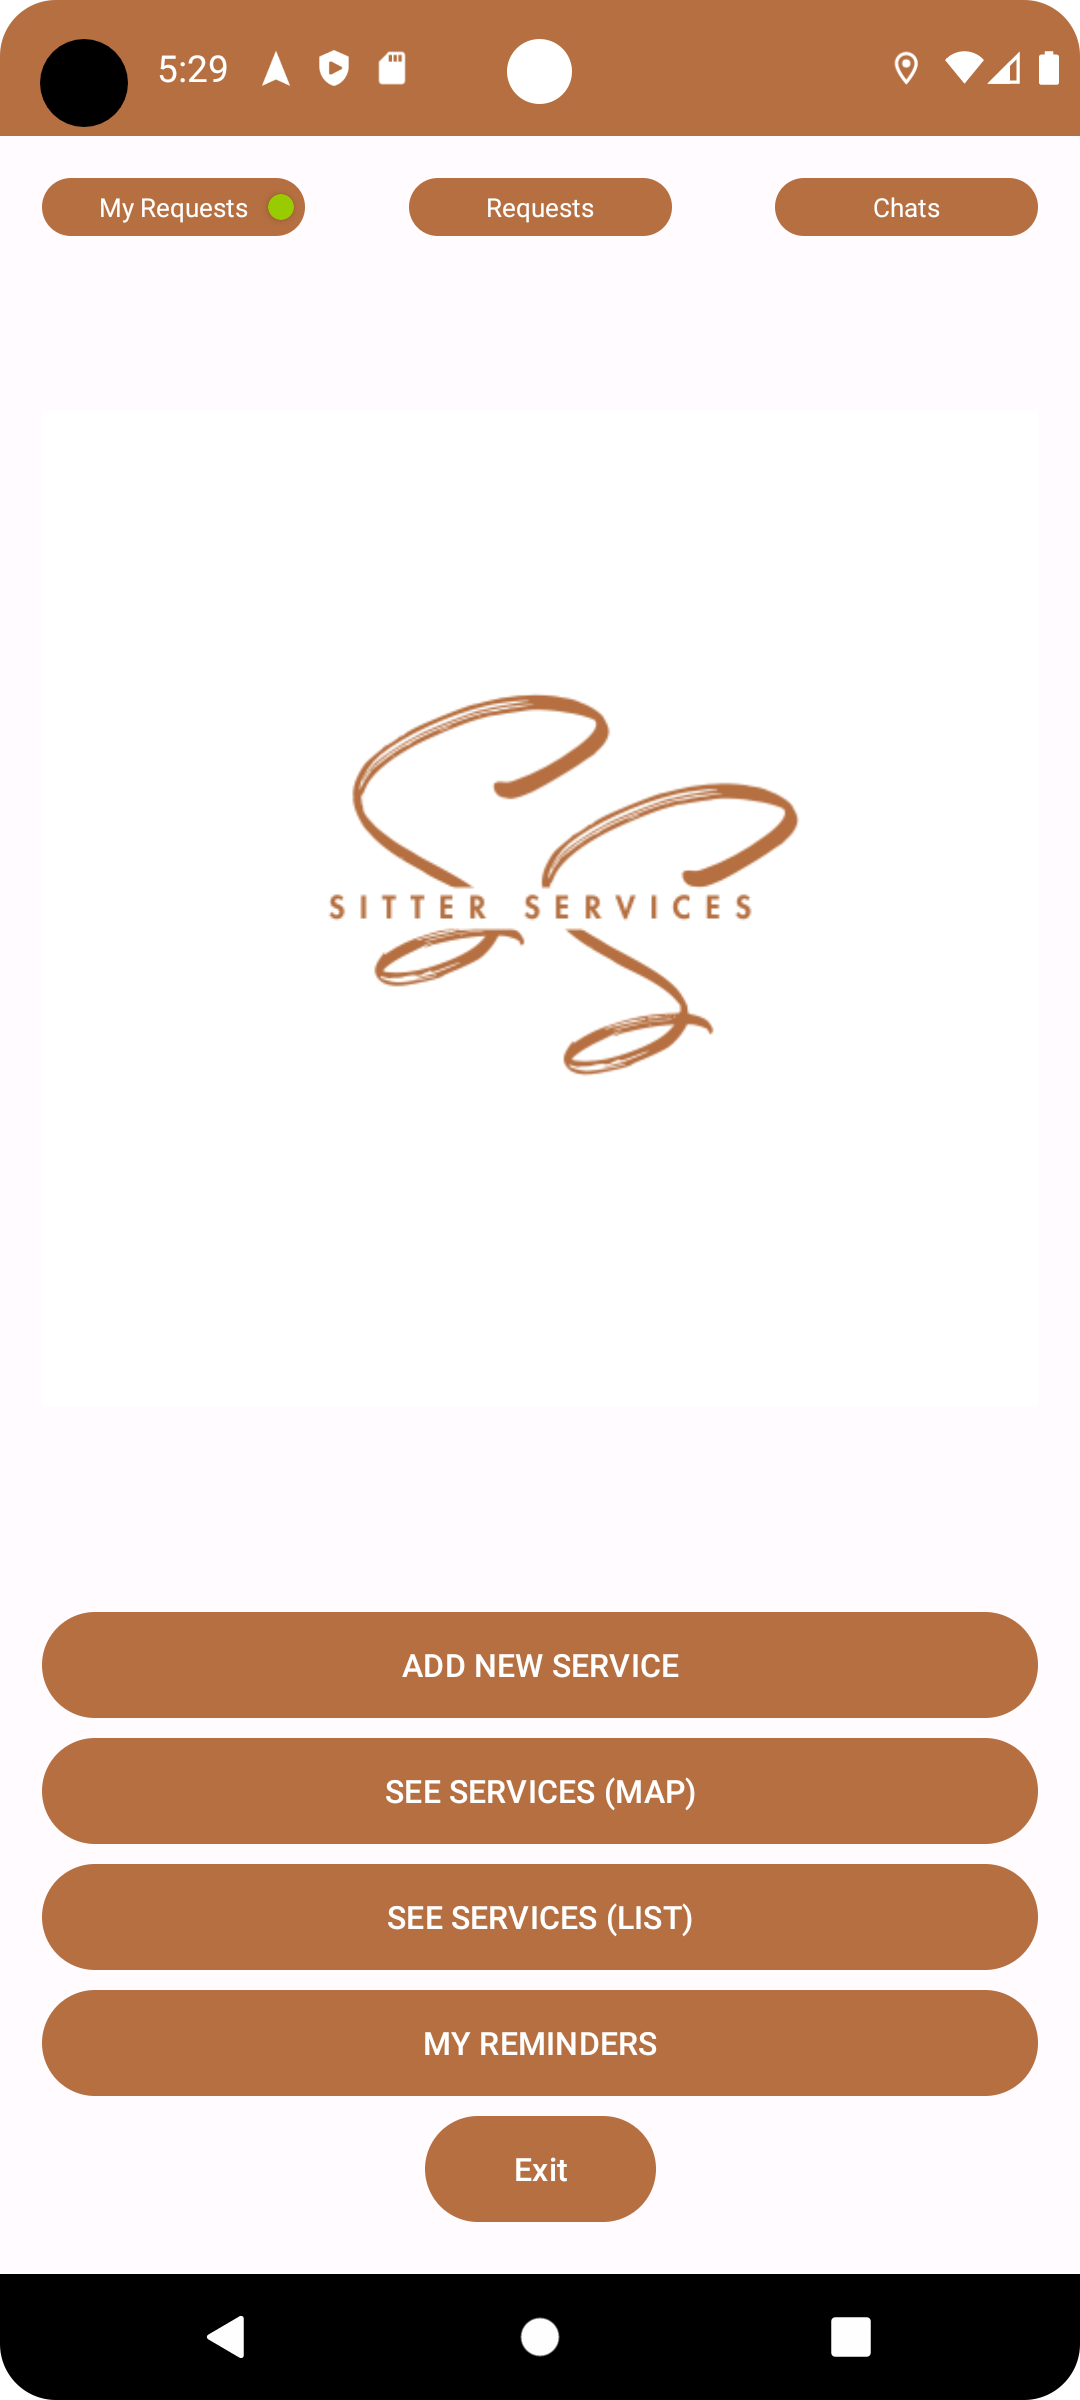 5:29
My Requests
Requests
Chats
SITTER SERVICES
ADD NEW SERVICE
SEE SERVICES (MAP)
SEE SERVICES (LIST)
MY REMINDERS
Exit